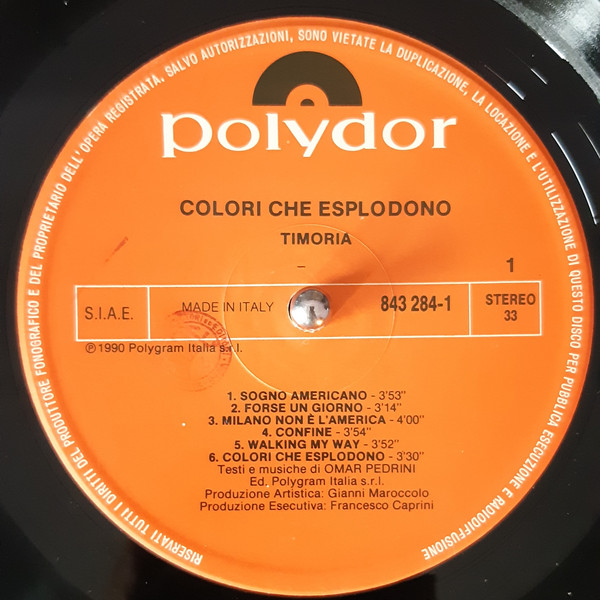 RISERVATI TUTTI I DIRITTI DEL PRODUTTORE FONOGRAFICO E DEL PROPRIETARIO DELL'OPERA REGISTRATA, SALVO AUTORIZZAZIONI, SONO VIETATE LA DUPLICAZIONE, LA LOCAZIONE E L'UTILIZZAZIONE DI QUESTO DISCO PER PUBBLICA ESECUZIONE E RADIODIFFUSIONE
polydor
COLORI CHE ESPLODONO
TIMORIA
–
1
S.I.A.E.
MADE IN ITALY
843 284-1
STEREO
33
℗ 1990 Polygram Italia s.r.l.
1. SOGNO AMERICANO - 3'53"
2. FORSE UN GIORNO - 3'14"
3. MILANO NON È L'AMERICA - 4'00"
4. CONFINE - 3'54"
5. WALKING MY WAY - 3'52"
6. COLORI CHE ESPLODONO - 3'30"
Testi e musiche di OMAR PEDRINI
Ed. Polygram Italia s.r.l.
Produzione Artistica: Gianni Maroccolo
Produzione Esecutiva: Francesco Caprini